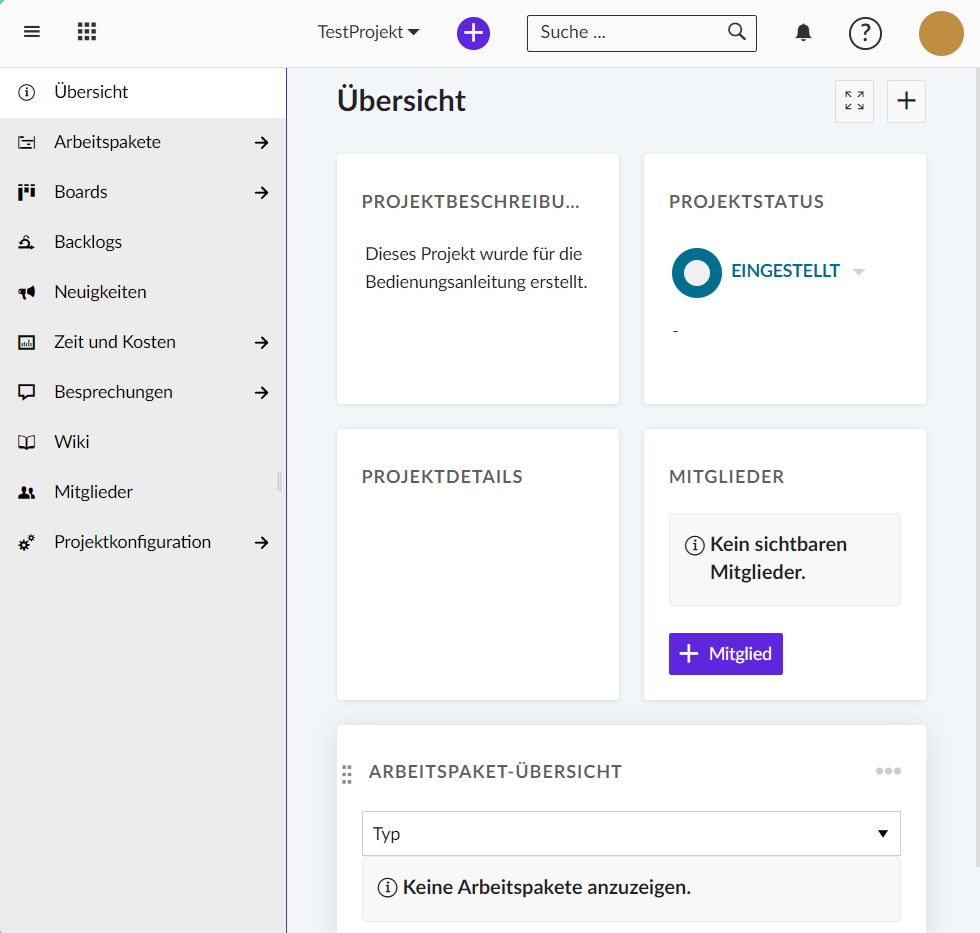 TestProjekt
Suche ...
?
Übersicht
Arbeitspakete
Boards
Backlogs
Neuigkeiten
Zeit und Kosten
Besprechungen
Wiki
Mitglieder
Projektkonfiguration
Übersicht
PROJEKTBESCHREIBU...
Dieses Projekt wurde für die
Bedienungsanleitung erstellt.
PROJEKTSTATUS
EINGESTELLT
-
PROJEKTDETAILS
MITGLIEDER
Kein sichtbaren
Mitglieder.
+ Mitglied
ARBEITSPAKET-ÜBERSICHT
Typ
Keine Arbeitspakete anzuzeigen.